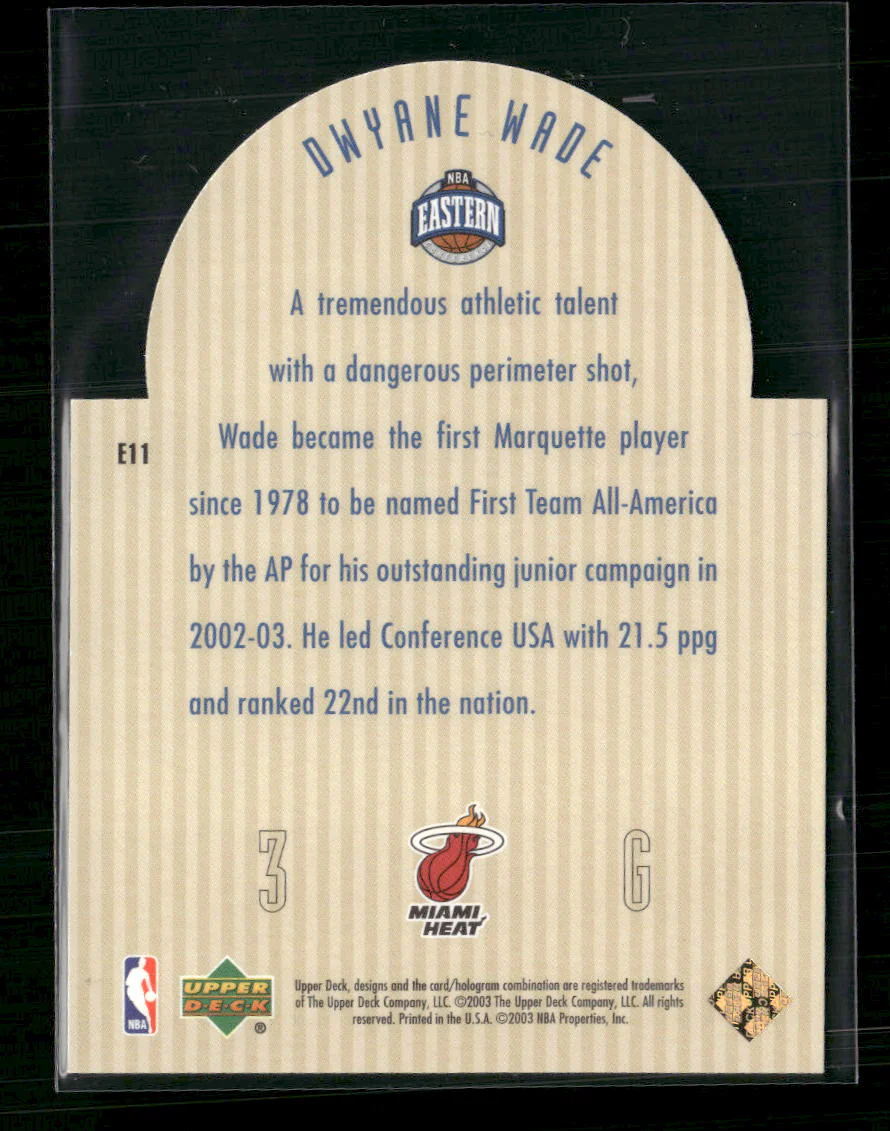 DWYANE WADE
NBA
EASTERN
A tremendous athletic talent
with a dangerous perimeter shot,
Wade became the first Marquette player
E11
since 1978 to be named First Team All-America
by the AP for his outstanding junior campaign in
2002-03. He led Conference USA with 21.5 ppg
and ranked 22nd in the nation.
3
G
MIAMI
HEAT
NBA
UPPER
D·E·C·K
®
Upper Deck, designs and the card/hologram combination are registered trademarks
of The Upper Deck Company, LLC. ©2003 The Upper Deck Company, LLC. All rights
reserved. Printed in the U.S.A. ©2003 NBA Properties, Inc.